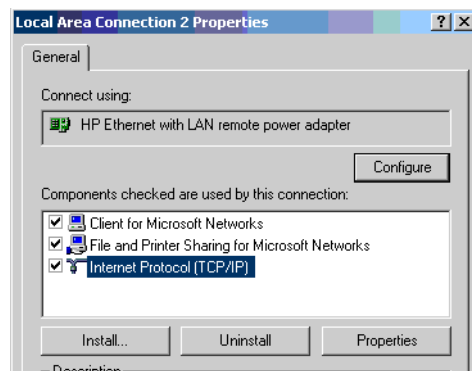 Local Area Connection 2 Properties
General
Connect using:
HP Ethernet with LAN remote power adapter
Configure
Components checked are used by this connection:
Client for Microsoft Networks
File and Printer Sharing for Microsoft Networks
Internet Protocol (TCP/IP)
Install... Uninstall Properties
Description